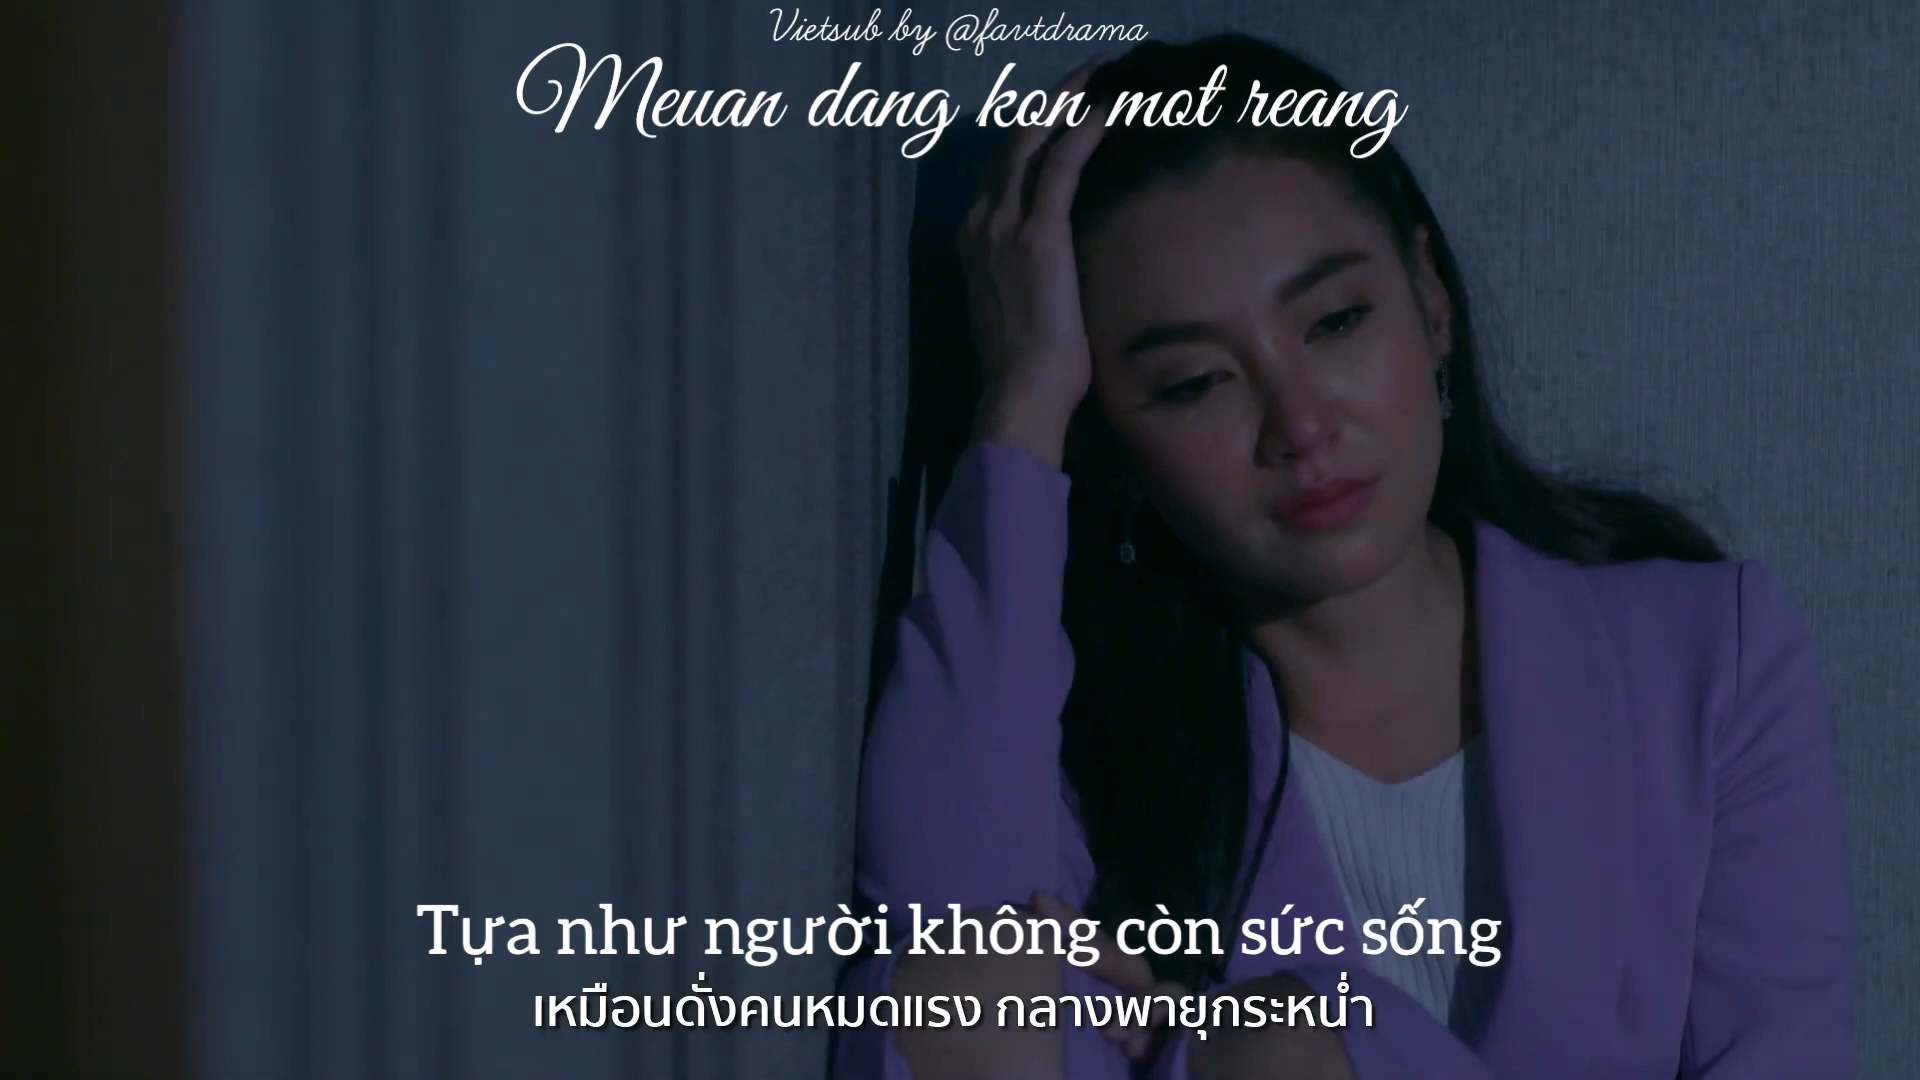 Vietsub by @favtdrama
Meuan dang kon mot reang
Tựa như người không còn sức sống
เหมือนดั่งคนหมดแรง กลางพายุกระหน่ำ